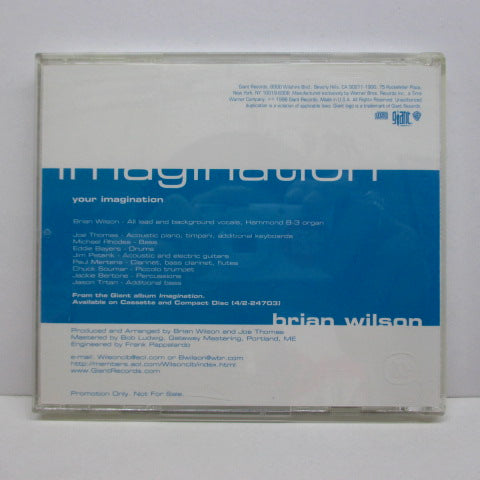 Giant Records, 8900 Wilshire Blvd., Beverly Hills, CA 90211-1906, 75 Rockefeller Plaza,
New York, NY 10019-6908. Manufactured exclusively by Warner Bros. Records Inc., a Time
Warner Company. ℗ © 1998 Giant Records. Made in U.S.A. All Rights Reserved. Unauthorized
duplication is a violation of applicable laws. Giant logo is a trademark of Giant Records.
giant
imagination
your imagination
Brian Wilson - All lead and background vocals, Hammond B-3 organ
Joe Thomas - Acoustic piano, timpani, additional keyboards
Michael Rhodes - Bass
Eddie Bayers - Drums
Jim Peterik - Acoustic and electric guitars
Paul Mertens - Clarinet, bass clarinet, flutes
Chuck Soumar - Piccolo trumpet
Jackie Bertone - Percussions
Jason Trtan - Additional bass
From the Giant album Imagination.
Available on Cassette and Compact Disc (4/2-24703)
brian wilson
Produced and Arranged by Brian Wilson and Joe Thomas
Mastered by Bob Ludwig, Gateway Mastering, Portland, ME
Engineered by Frank Pappalardo
e-mail: Wilsonclb@aol.com or Bwilson@wbr.com
http://members.aol.com/Wilsonclb/index.html
www.GiantRecords.com
Promotion Only. Not For Sale.